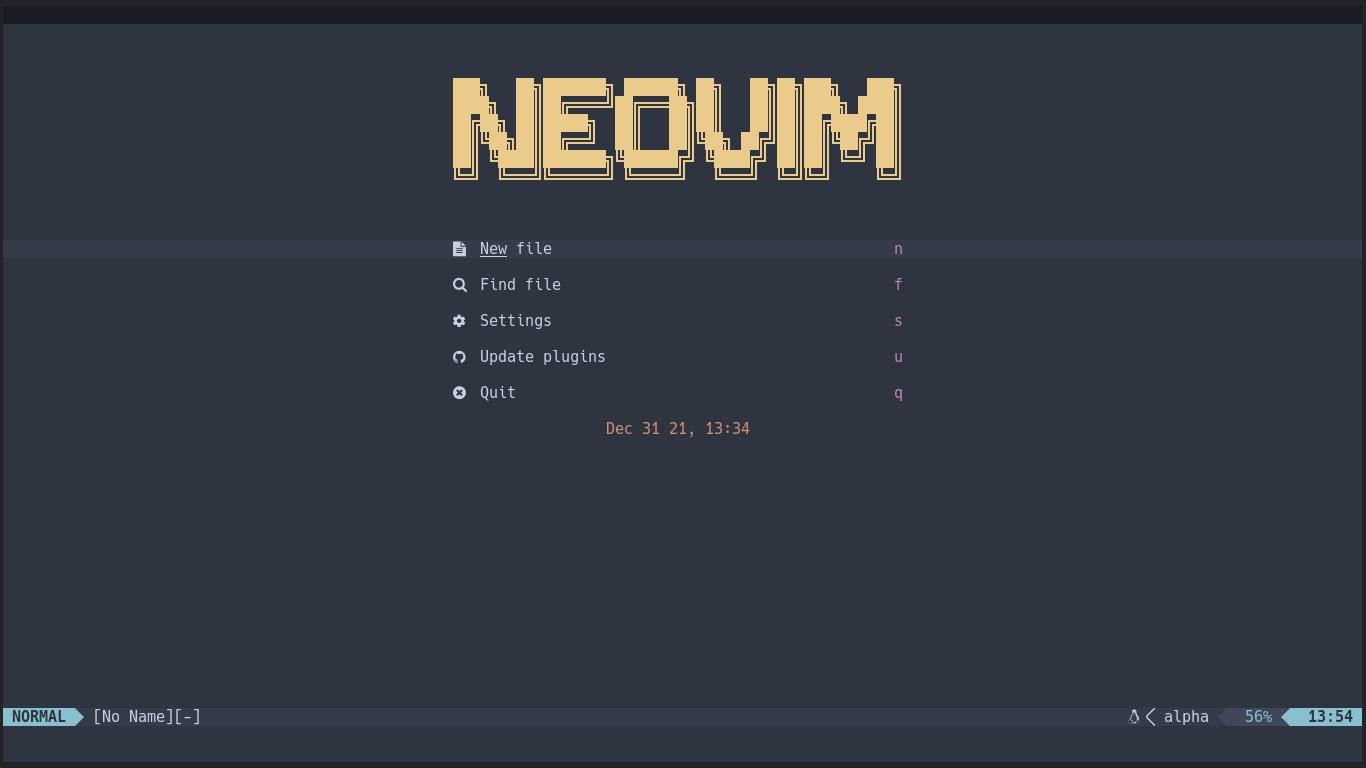 NEOVIM
New file n
Find file f
Settings s
Update plugins u
Quit q
Dec 31 21, 13:34
NORMAL [No Name][-] alpha 56% 13:54